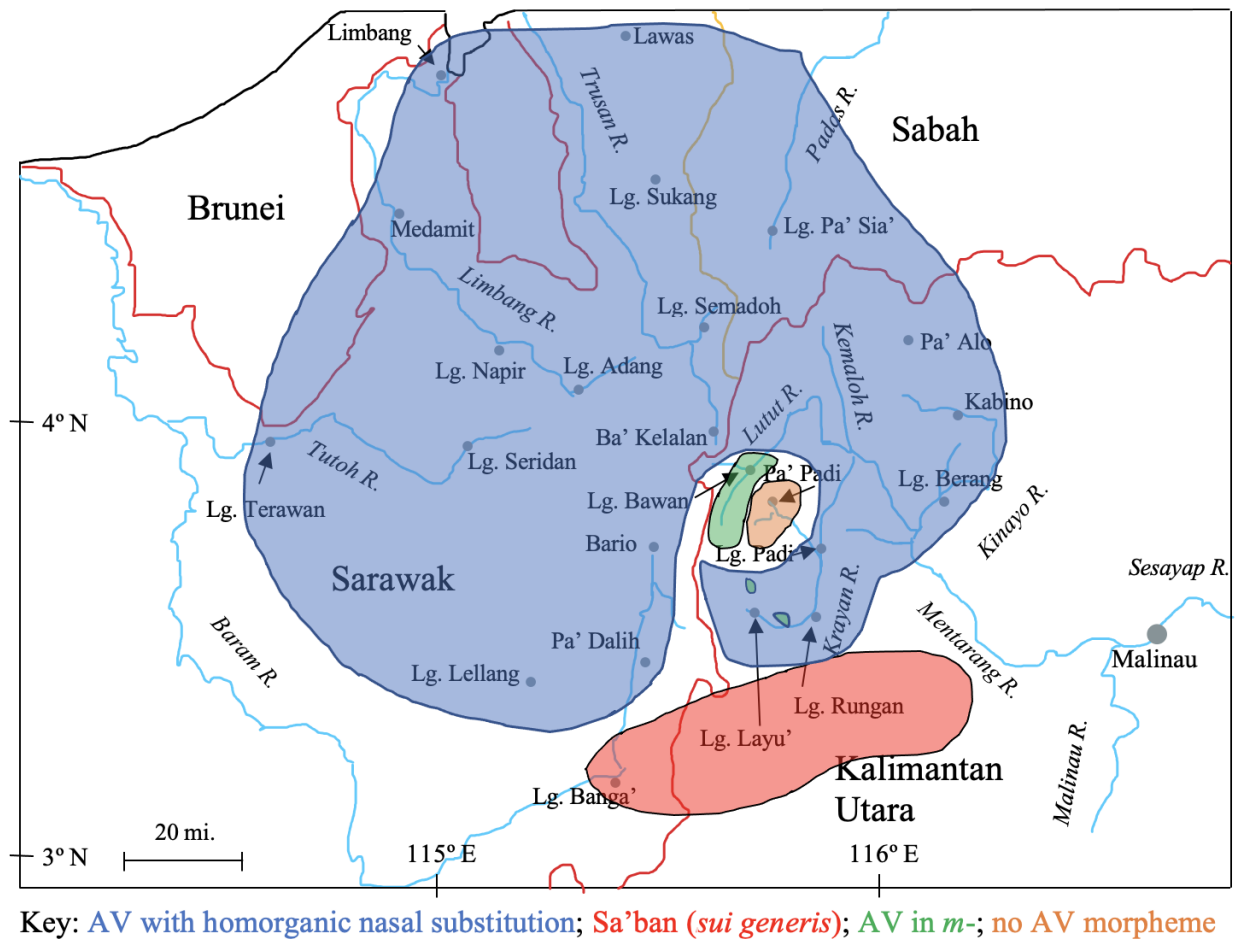 Limbang
Lawas
Trusan R.
Padas R.
Sabah
Brunei
Lg. Sukang
Medamit
Lg. Pa’ Sia’
Limbang R.
Lg. Semadoh
Kemaloh R.
Pa’ Alo
Lg. Napir
Lg. Adang
Lutut R.
Kabino
4° N
Ba’ Kelalan
Tutoh R.
Lg. Seridan
Pa’ Padi
Lg. Berang
Lg. Terawan
Lg. Bawan
Kinayo R.
Bario
Lg. Padi
Sesayap R.
Sarawak
Krayan R.
Mentarang R.
Baram R.
Pa’ Dalih
Malinau
Lg. Lellang
Lg. Rungan
Lg. Layu’
Malinau R.
Kalimantan
Utara
Lg. Banga’
20 mi.
3° N
115° E
116° E
Key: AV with homorganic nasal substitution; Sa’ban (sui generis); AV in m-; no AV morpheme